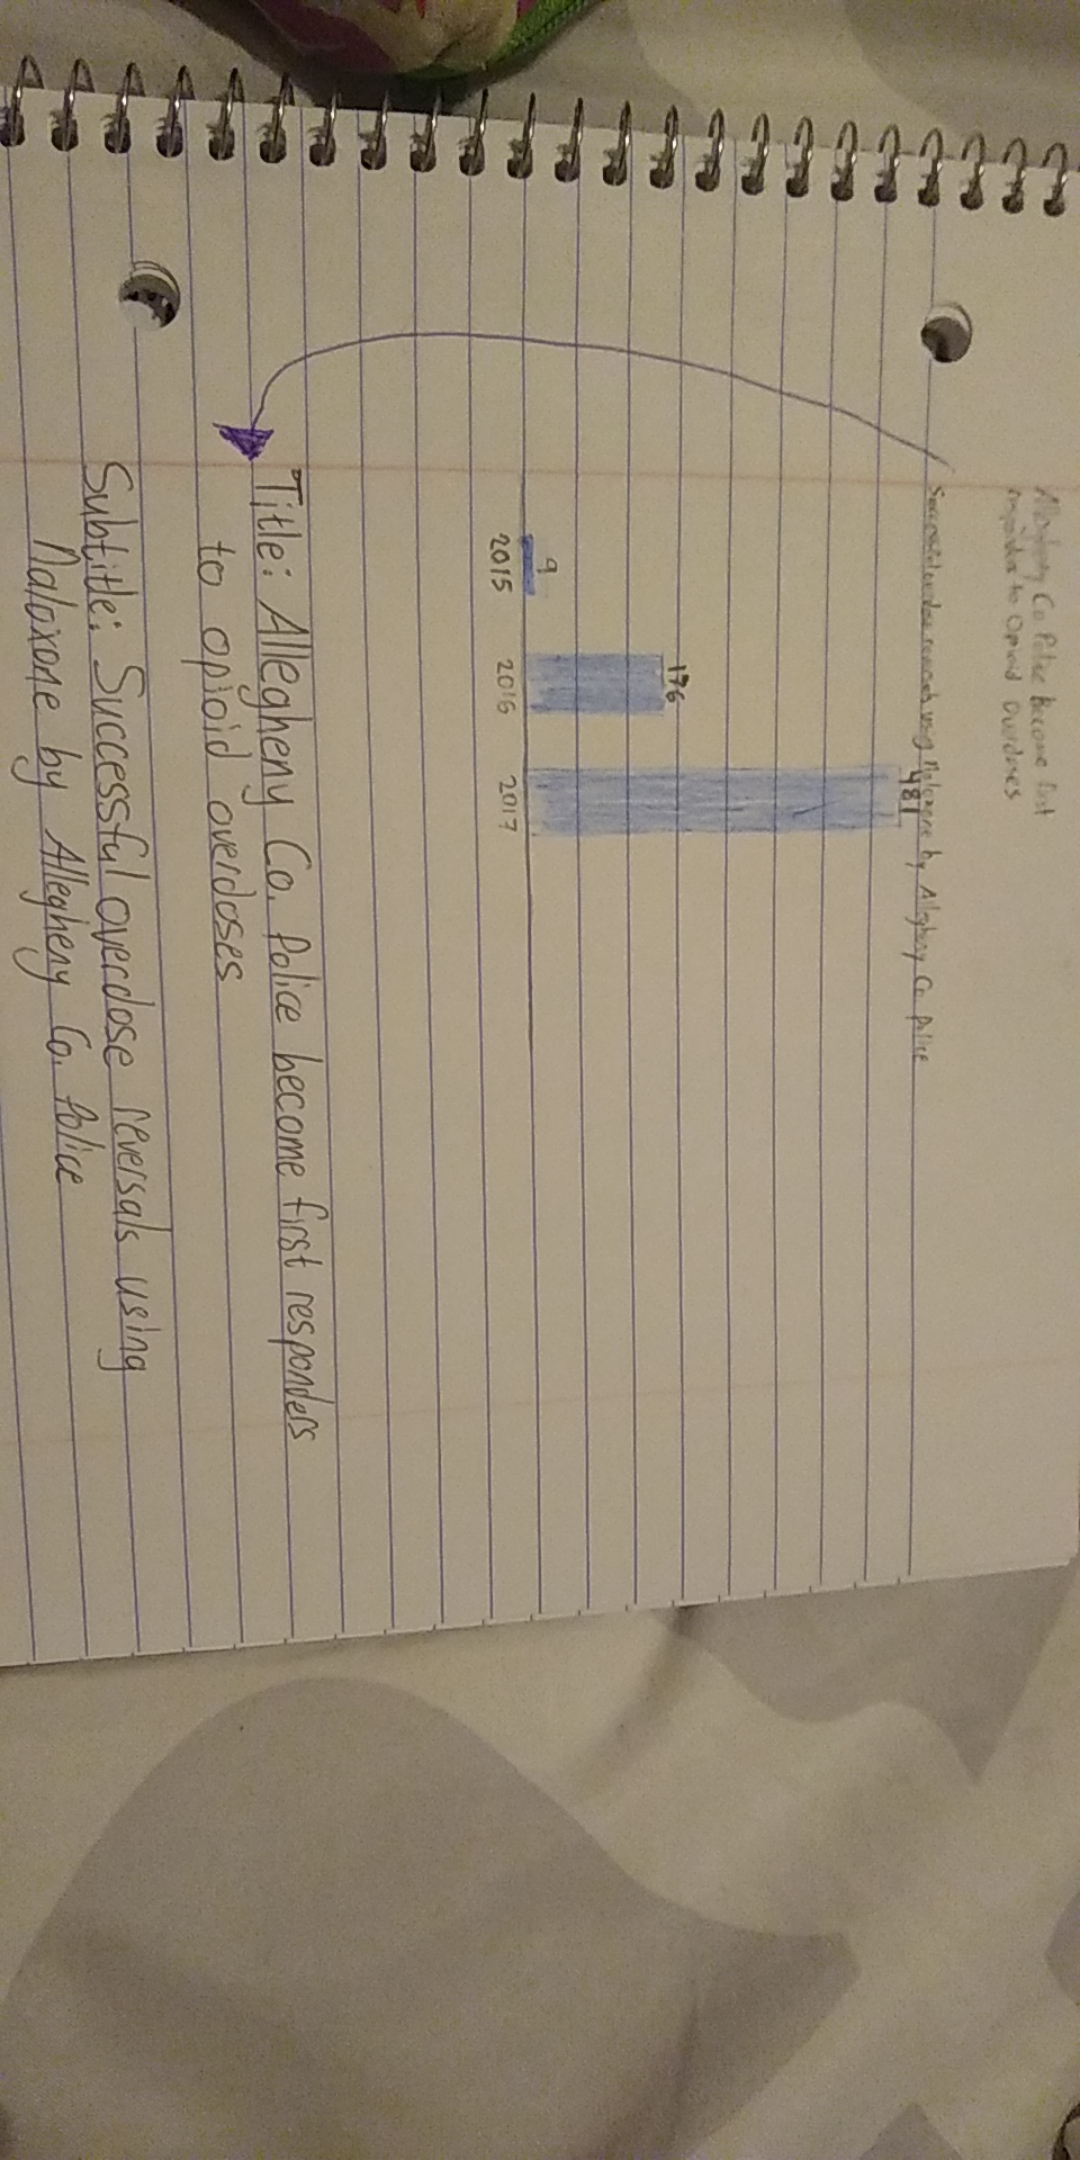 Allegheny Co Police Become first
responders to Opioid Overdoses
Successful overdose reversals using Naloxone by Allegheny Co Police
481
176
9
2015 2016 2017
Title: Allegheny Co. Police become first responders
to opioid overdoses
Subtitle: Successful overdose reversals using
Naloxone by Allegheny Co. Police